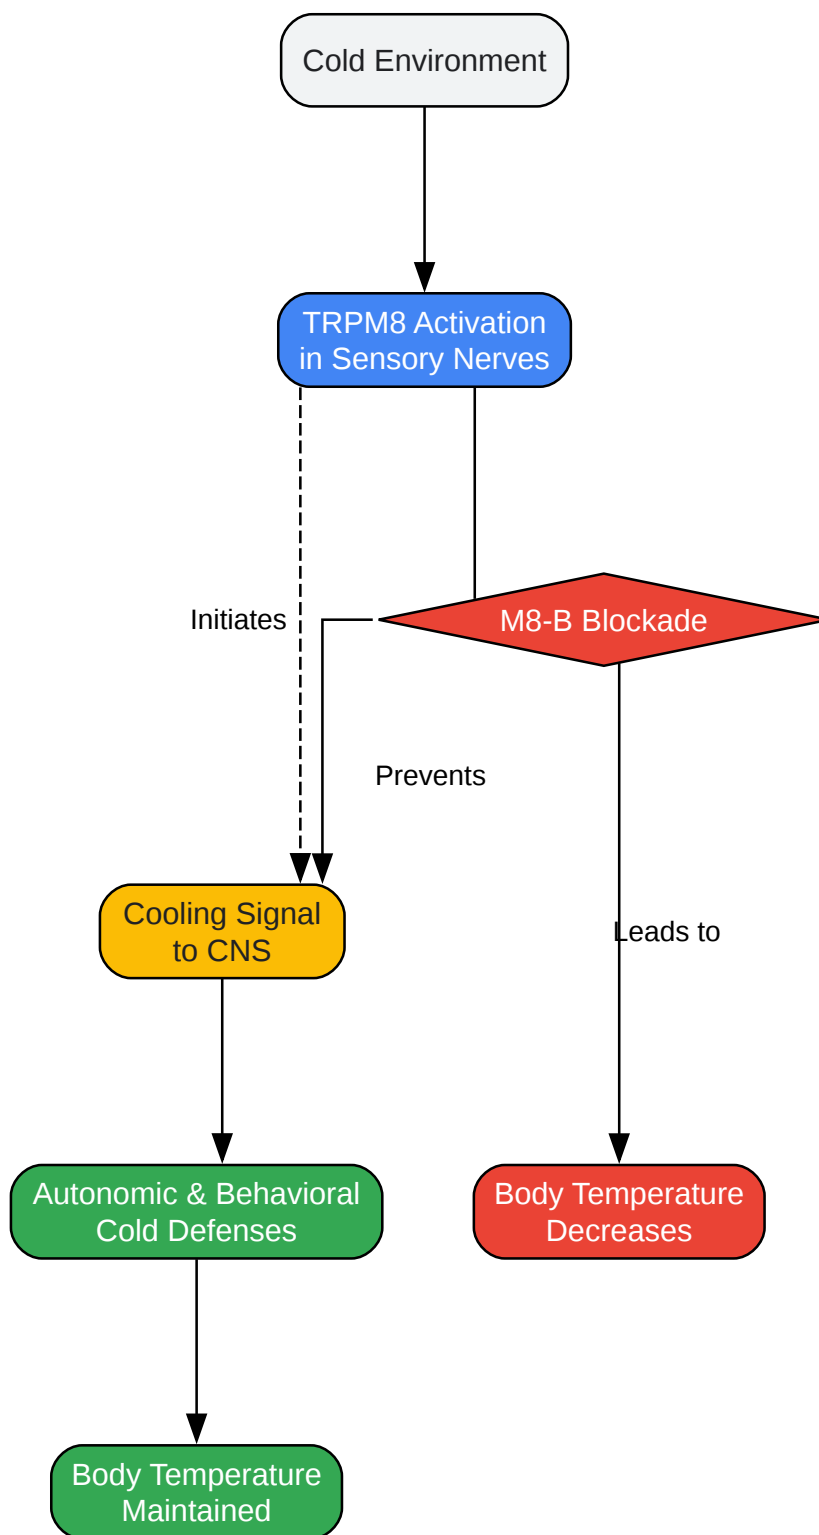 Cold Environment
TRPM8 Activation
in Sensory Nerves
Initiates
M8-B Blockade
Prevents
Cooling Signal
to CNS
Leads to
Autonomic & Behavioral
Cold Defenses
Body Temperature
Decreases
Body Temperature
Maintained